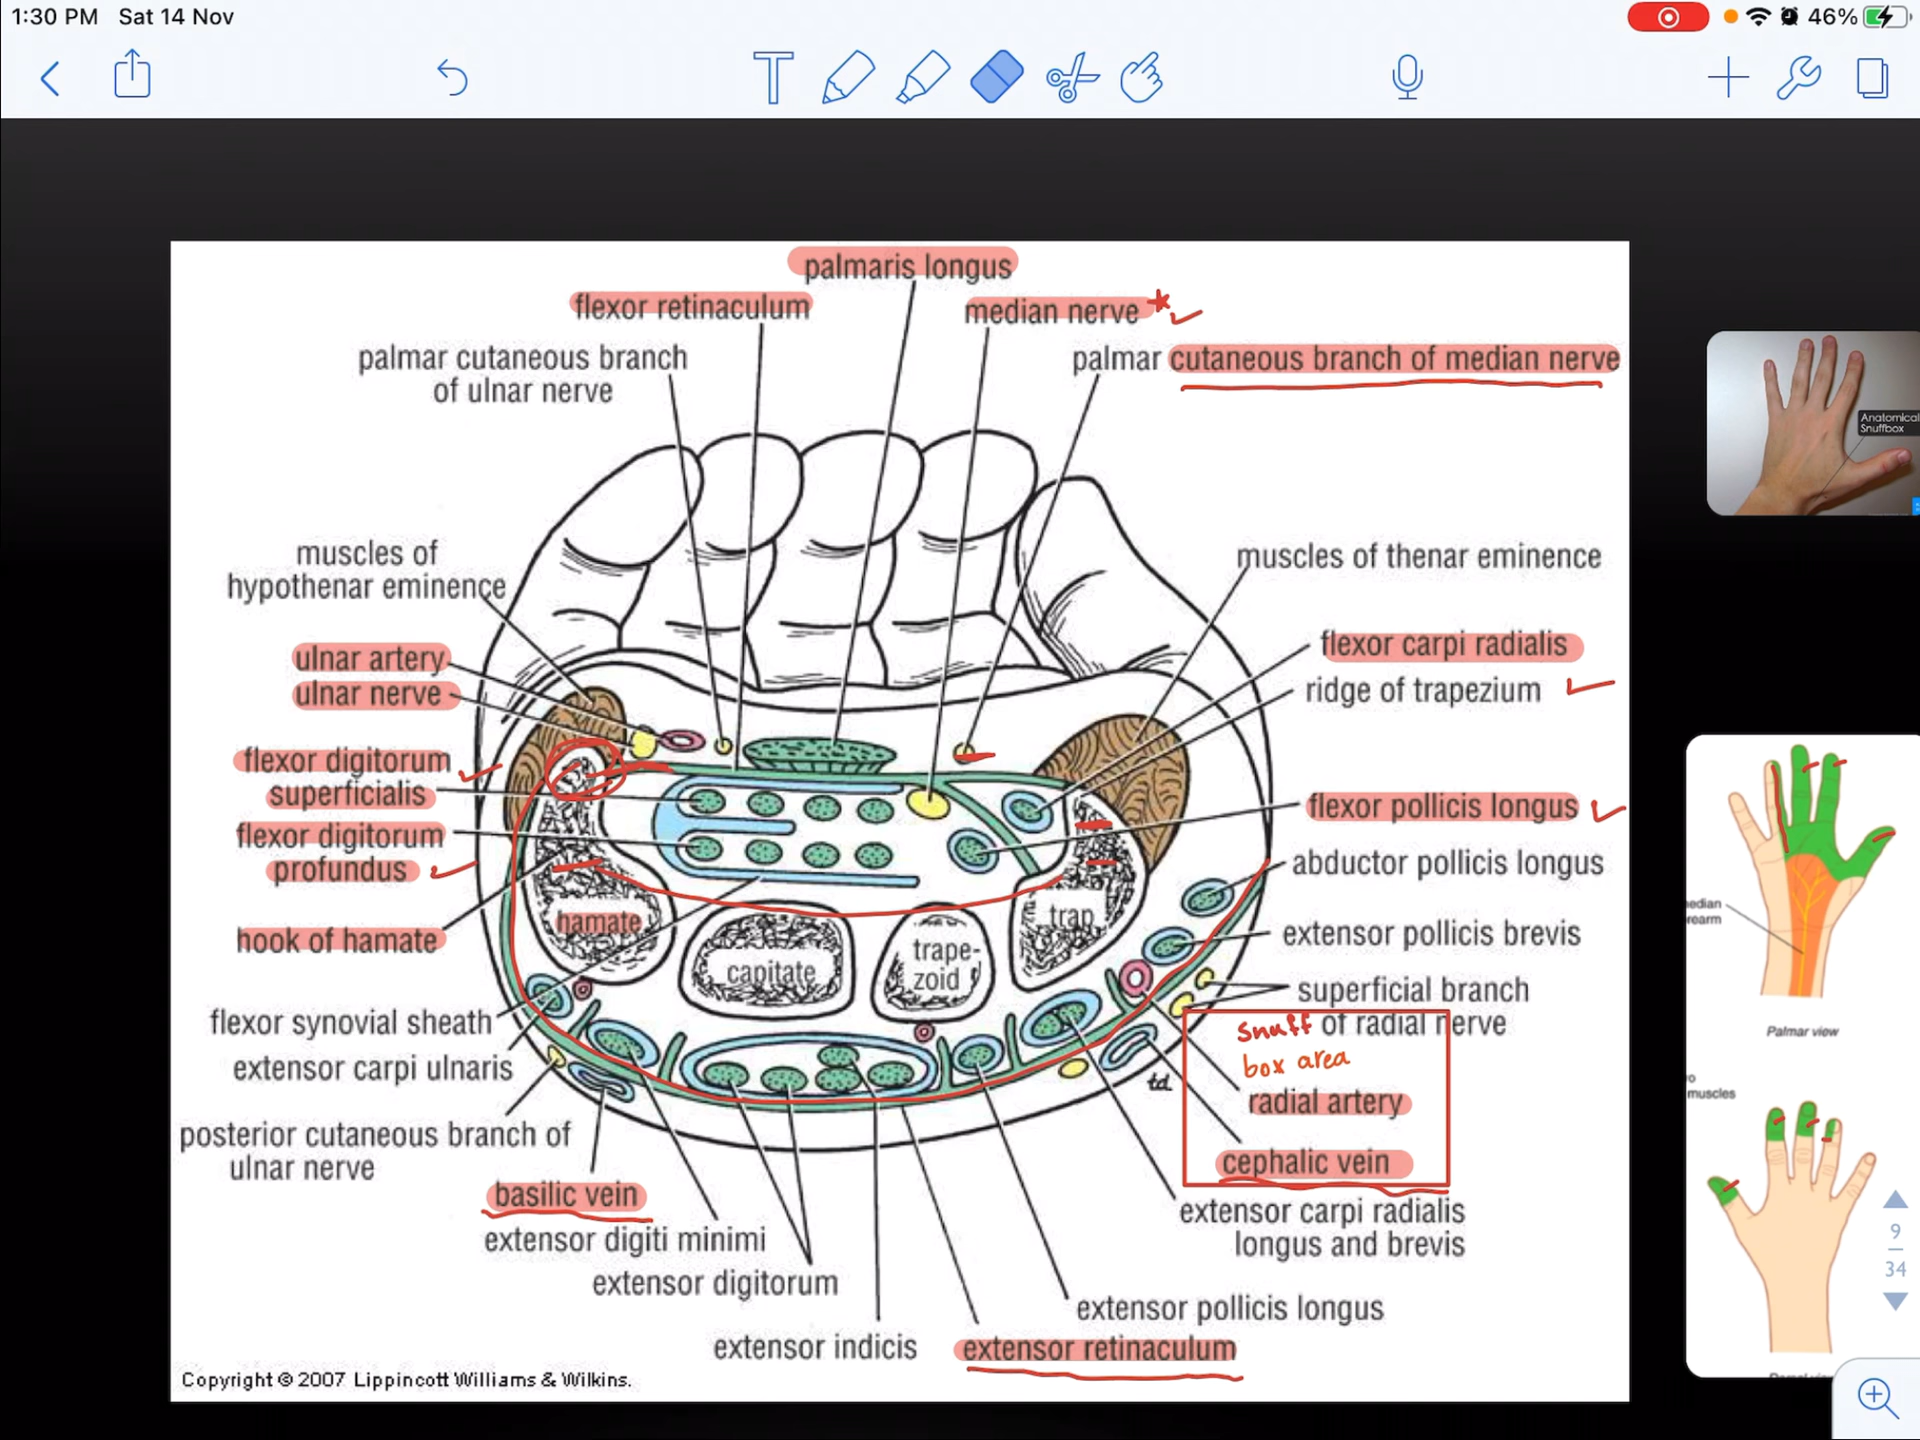 1:30 PM Sat 14 Nov
46%
palmaris longus
flexor retinaculum
median nerve
palmar cutaneous branch
of ulnar nerve
palmar cutaneous branch of median nerve
Anatomical
Snuffbox
muscles of
hypothenar eminence
muscles of thenar eminence
ulnar artery
ulnar nerve
flexor carpi radialis
ridge of trapezium
flexor digitorum
superficialis
flexor digitorum
profundus
flexor pollicis longus
abductor pollicis longus
hook of hamate
hamate
capitate
trape-
zoid
trap
extensor pollicis brevis
edian
rearm
superficial branch
of radial nerve
Snuff
box area
flexor synovial sheath
extensor carpi ulnaris
Palmar view
td
radial artery
o
muscles
posterior cutaneous branch of
ulnar nerve
cephalic vein
basilic vein
extensor carpi radialis
longus and brevis
extensor digiti minimi
extensor digitorum
9
34
extensor pollicis longus
extensor indicis
extensor retinaculum
Copyright © 2007 Lippincott Williams & Wilkins.